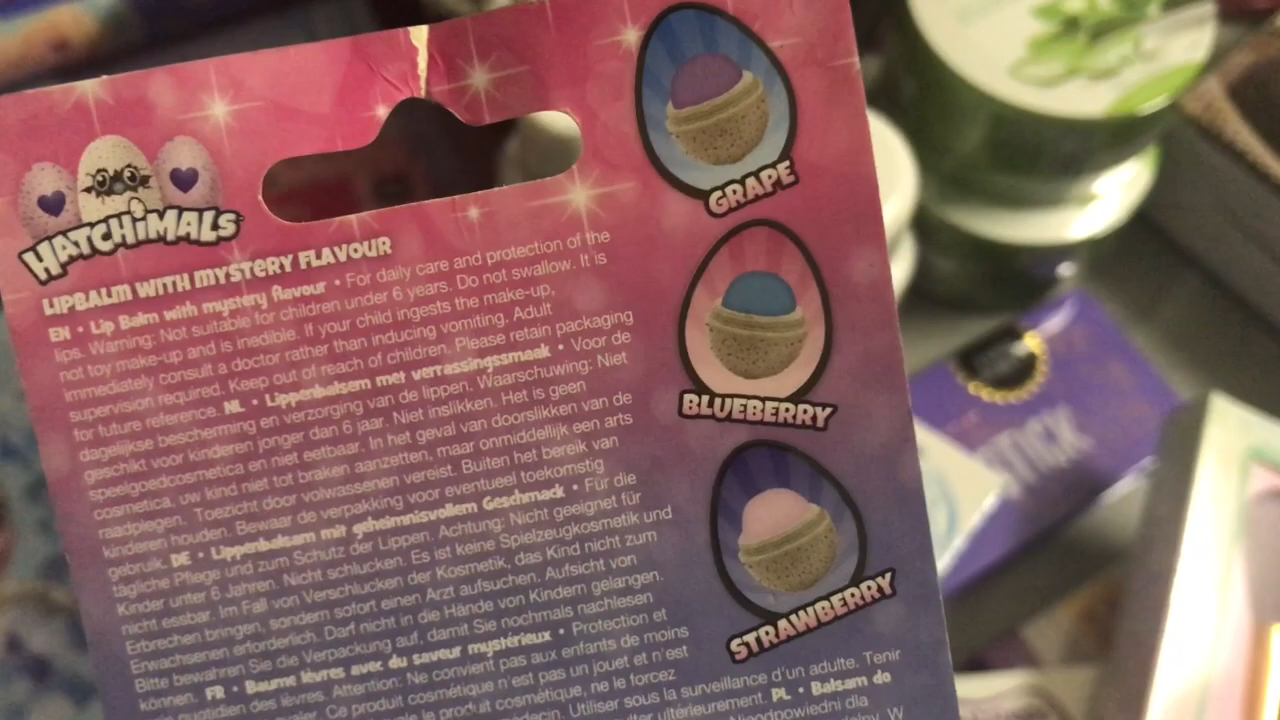 HATCHiMALS
LIPBALM WITH MYSTERY FLAVOUR
EN • Lip Balm with mystery flavour • For daily care and protection of the
lips. Warning: Not suitable for children under 6 years. Do not swallow. It is
not toy make-up and is inedible. If your child ingests the make-up,
immediately consult a doctor rather than inducing vomiting. Adult
supervision required. Keep out of reach of children. Please retain packaging
for future reference. NL • Lippenbalsem met verrassingssmaak • Voor de
dagelijkse bescherming en verzorging van de lippen. Waarschuwing: Niet
geschikt voor kinderen jonger dan 6 jaar. Niet inslikken. Het is geen
speelgoedcosmetica en niet eetbaar. In het geval van doorslikken van de
cosmetica, uw kind niet tot braken aanzetten, maar onmiddellijk een arts
raadplegen. Toezicht door volwassenen vereist. Buiten het bereik van
kinderen houden. Bewaar de verpakking voor eventueel toekomstig
gebruik. DE • Lippenbalsam mit geheimnisvollem Geschmack • Für die
tägliche Pflege und zum Schutz der Lippen. Achtung: Nicht geeignet für
Kinder unter 6 Jahren. Nicht schlucken. Es ist keine Spielzeugkosmetik und
nicht essbar. Im Fall von Verschlucken der Kosmetik, das Kind nicht zum
Erbrechen bringen, sondern sofort einen Arzt aufsuchen. Aufsicht von
Erwachsenen erforderlich. Darf nicht in die Hände von Kindern gelangen.
Bitte bewahren Sie die Verpackung auf, damit Sie nochmals nachlesen
können. FR • Baume lèvres avec du saveur mystérieux • Protection et
quotidien des lèvres. Attention: Ne convient pas aux enfants de moins
Ce produit cosmétique n'est pas un jouet et n'est
le produit cosmétique, ne le forcez
médecin. Utiliser sous la surveillance d'un adulte. Tenir
ulter ultérieurement. PL • Balsam do
Nieodpowiedni dla
W
GRAPE
BLUEBERRY
STRAWBERRY
STICK